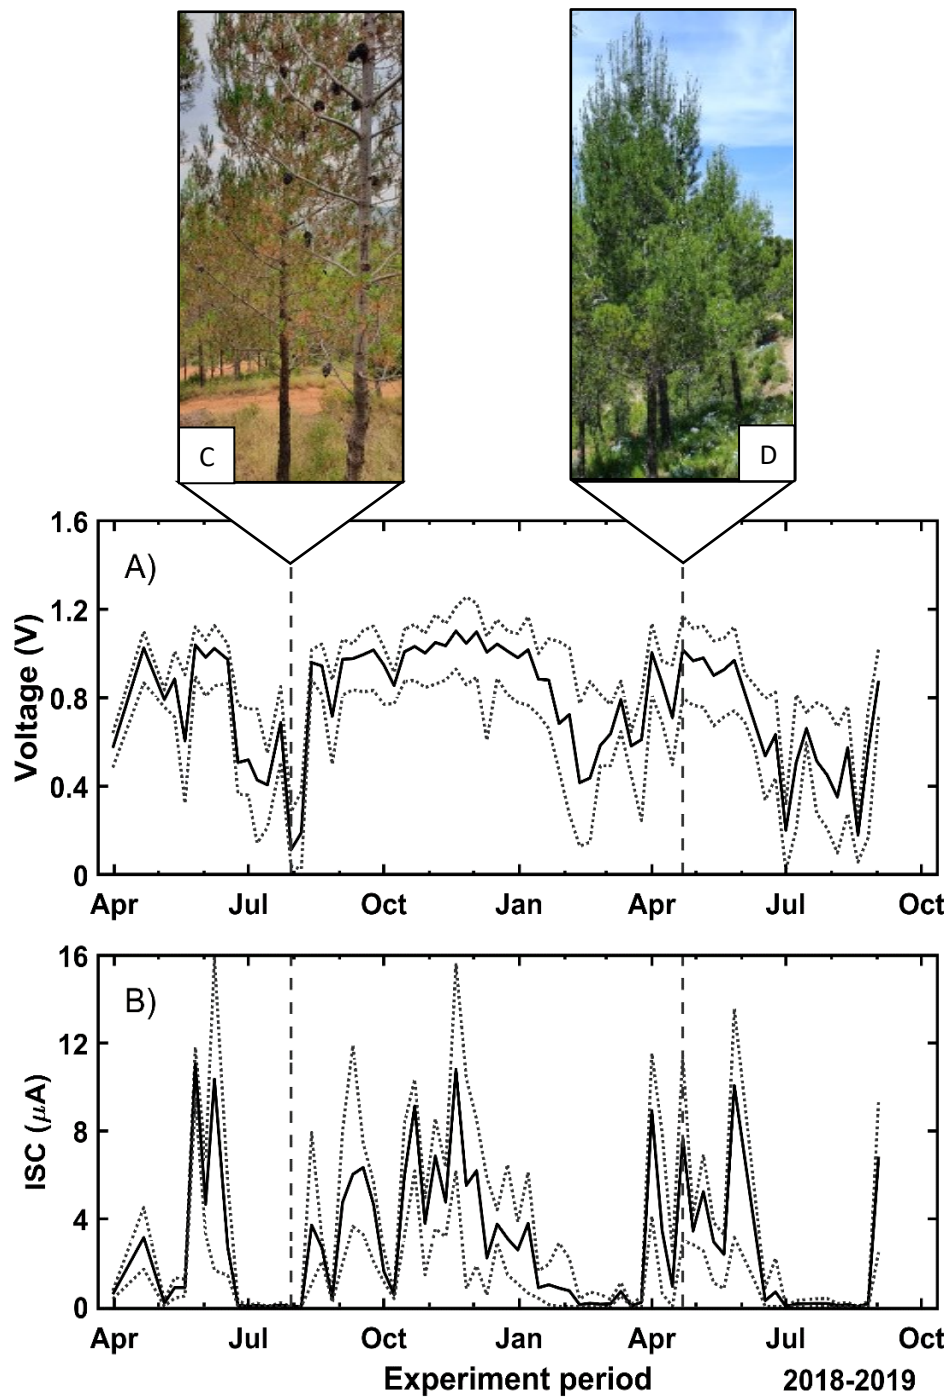 C
D
A)
1.6
1.2
0.8
0.4
0
Voltage (V)
Apr Jul Oct Jan Apr Jul Oct
B)
16
12
8
4
0
ISC (μA)
Apr Jul Oct Jan Apr Jul Oct
Experiment period
2018-2019